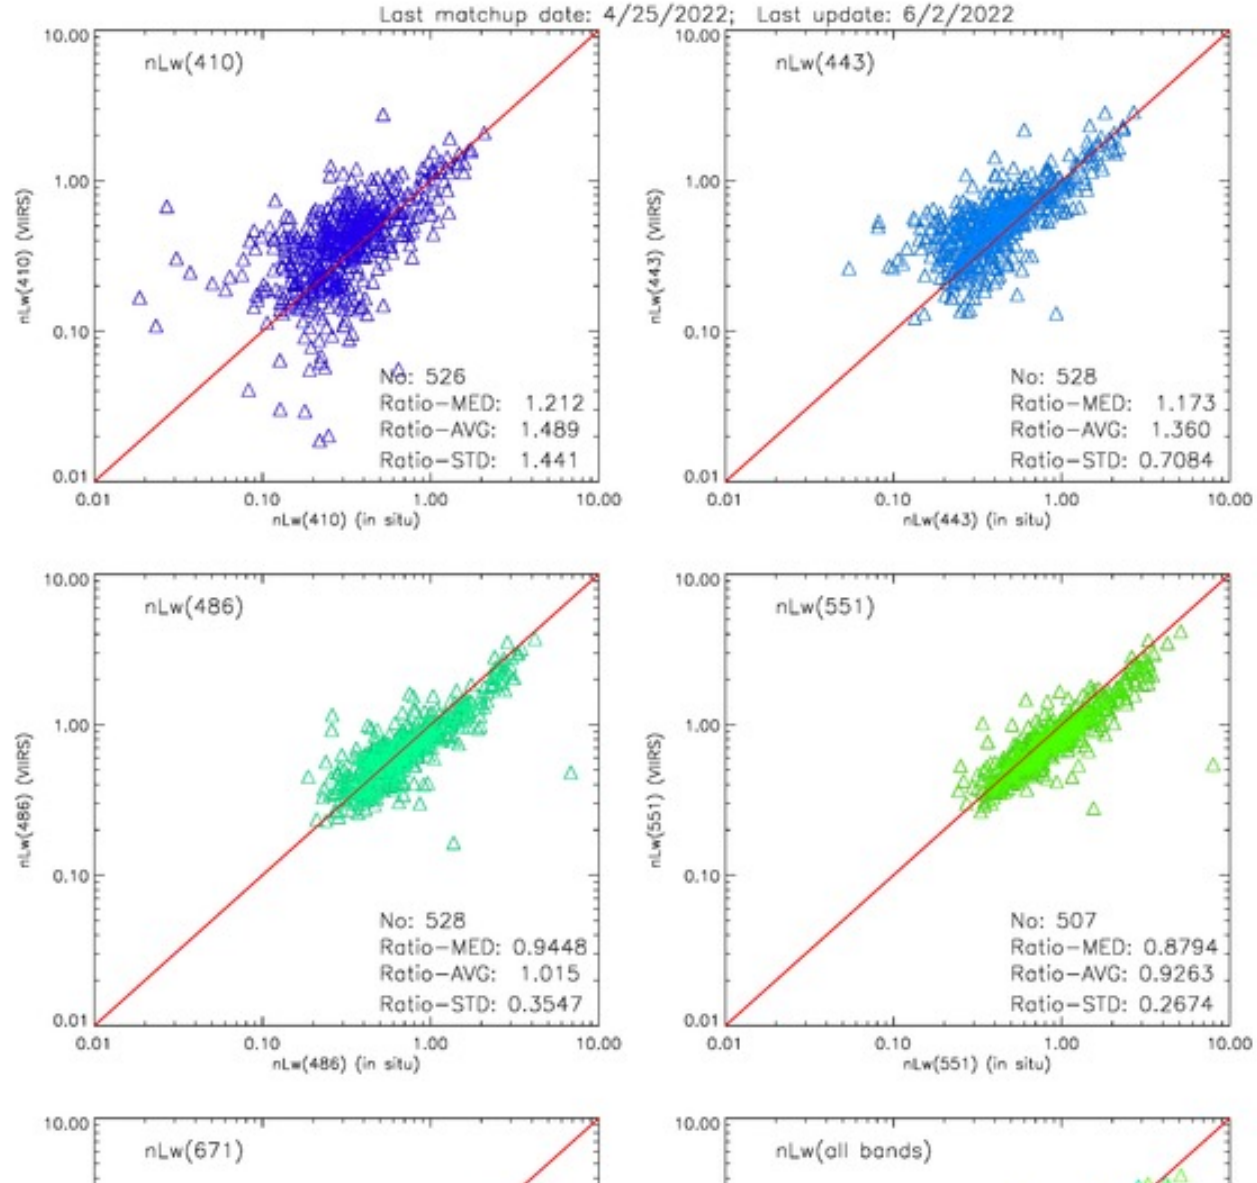 Last matchup date: 4/25/2022; Last update: 6/2/2022
10.00
nLw(410)
1.00
nLw(410) (VIIRS)
0.10
No: 526
Ratio-MED: 1.212
Ratio-AVG: 1.489
Ratio-STD: 1.441
0.01
0.01 0.10 1.00 10.00
nLw(410) (in situ)
10.00
nLw(443)
1.00
nLw(443) (VIIRS)
0.10
No: 528
Ratio-MED: 1.173
Ratio-AVG: 1.360
Ratio-STD: 0.7084
0.01
0.01 0.10 1.00 10.00
nLw(443) (in situ)
10.00
nLw(486)
1.00
nLw(486) (VIIRS)
0.10
No: 528
Ratio-MED: 0.9448
Ratio-AVG: 1.015
Ratio-STD: 0.3547
0.01
0.01 0.10 1.00 10.00
nLw(486) (in situ)
10.00
nLw(551)
1.00
nLw(551) (VIIRS)
0.10
No: 507
Ratio-MED: 0.8794
Ratio-AVG: 0.9263
Ratio-STD: 0.2674
0.01
0.01 0.10 1.00 10.00
nLw(551) (in situ)
10.00
nLw(671)
10.00
nLw(all bands)